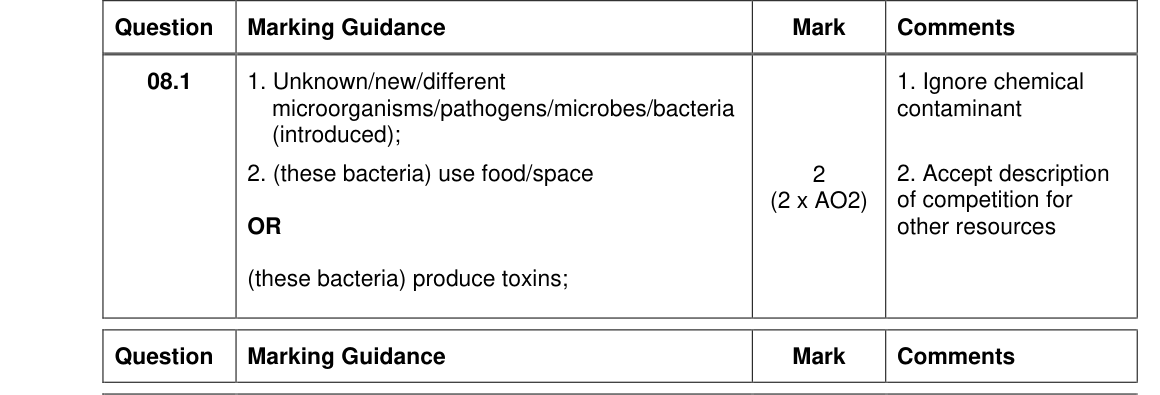 Question Marking Guidance Mark Comments
08.1 1. Unknown/new/different 1. Ignore chemical
microorganisms/pathogens/microbes/bacteria contaminant
(introduced);
2. (these bacteria) use food/space 2 2. Accept description
(2 x AO2) of competition for
OR other resources
(these bacteria) produce toxins;
Question Marking Guidance Mark Comments